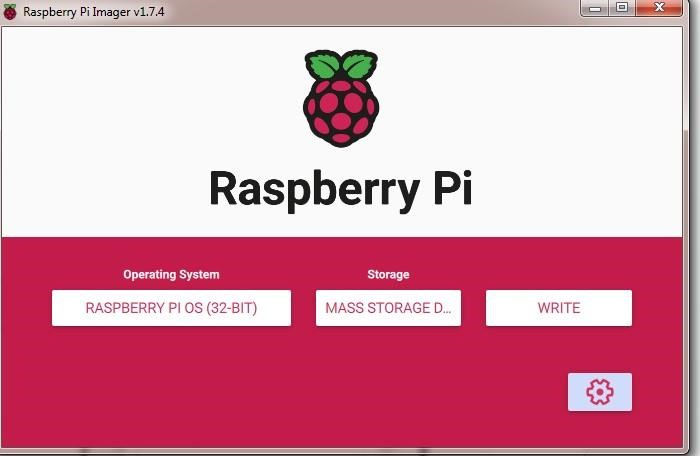 Raspberry Pi Imager v1.7.4
Raspberry Pi
Operating System
Storage
RASPBERRY PI OS (32-BIT)
MASS STORAGE D...
WRITE